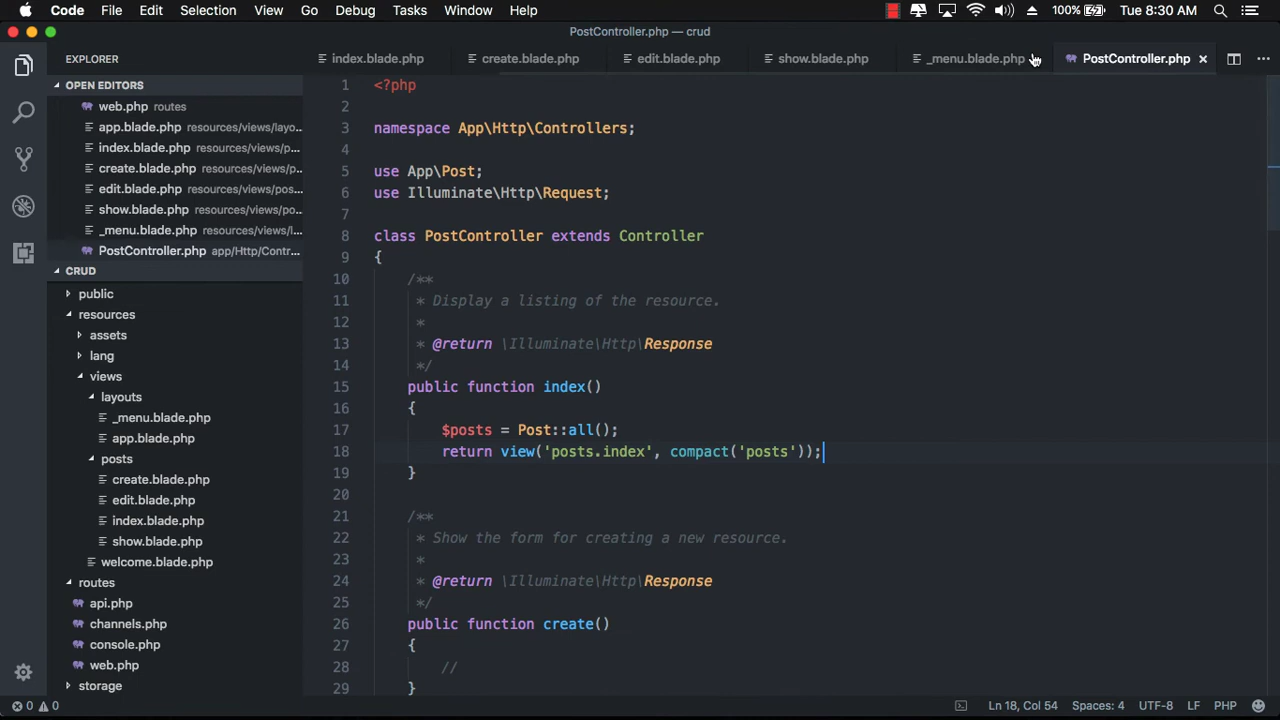 Code File Edit Selection View Go Debug Tasks Window Help 100% Tue 8:30 AM
PostController.php — crud
EXPLORER
index.blade.php create.blade.php edit.blade.php show.blade.php _menu.blade.php PostController.php
OPEN EDITORS
web.php routes
app.blade.php resources/views/layo...
index.blade.php resources/views/p...
create.blade.php resources/views/p...
edit.blade.php resources/views/pos...
show.blade.php resources/views/po...
_menu.blade.php resources/views/l...
PostController.php app/Http/Contr...
CRUD
public
resources
assets
lang
views
layouts
_menu.blade.php
app.blade.php
posts
create.blade.php
edit.blade.php
index.blade.php
show.blade.php
welcome.blade.php
routes
api.php
channels.php
console.php
web.php
storage
1 <?php
2
3 namespace App\Http\Controllers;
4
5 use App\Post;
6 use Illuminate\Http\Request;
7
8 class PostController extends Controller
9 {
10 /**
11 * Display a listing of the resource.
12 *
13 * @return \Illuminate\Http\Response
14 */
15 public function index()
16 {
17 $posts = Post::all();
18 return view('posts.index', compact('posts'));
19 }
20
21 /**
22 * Show the form for creating a new resource.
23 *
24 * @return \Illuminate\Http\Response
25 */
26 public function create()
27 {
28 //
29 }
0 0 Ln 18, Col 54 Spaces: 4 UTF-8 LF PHP